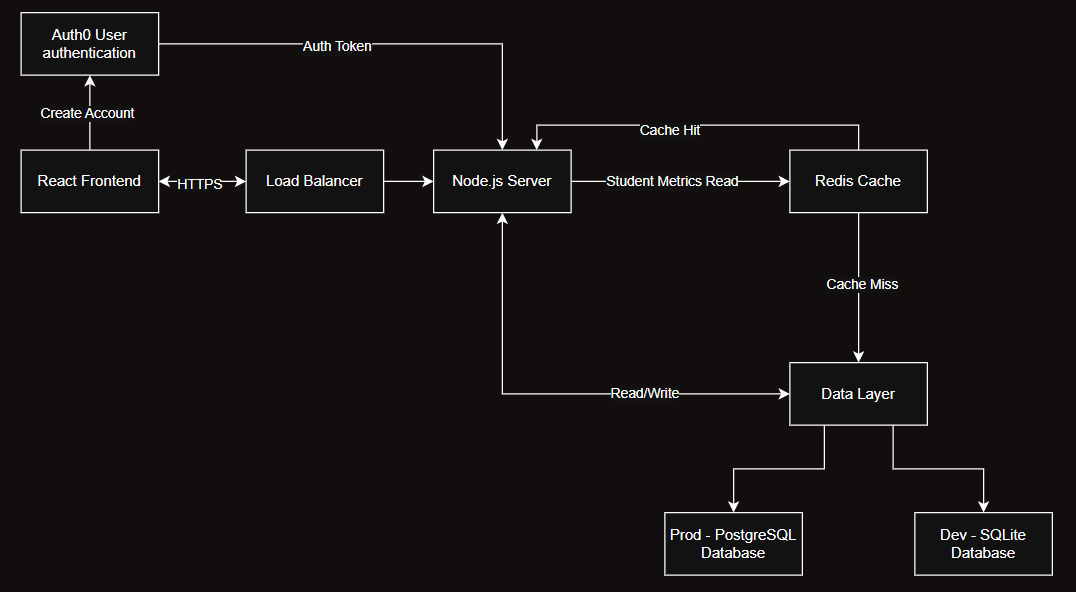 Auth0 User
authentication
Auth Token
Create Account
Cache Hit
React Frontend
HTTPS
Load Balancer
Node.js Server
Student Metrics Read
Redis Cache
Cache Miss
Read/Write
Data Layer
Prod - PostgreSQL
Database
Dev - SQLite
Database